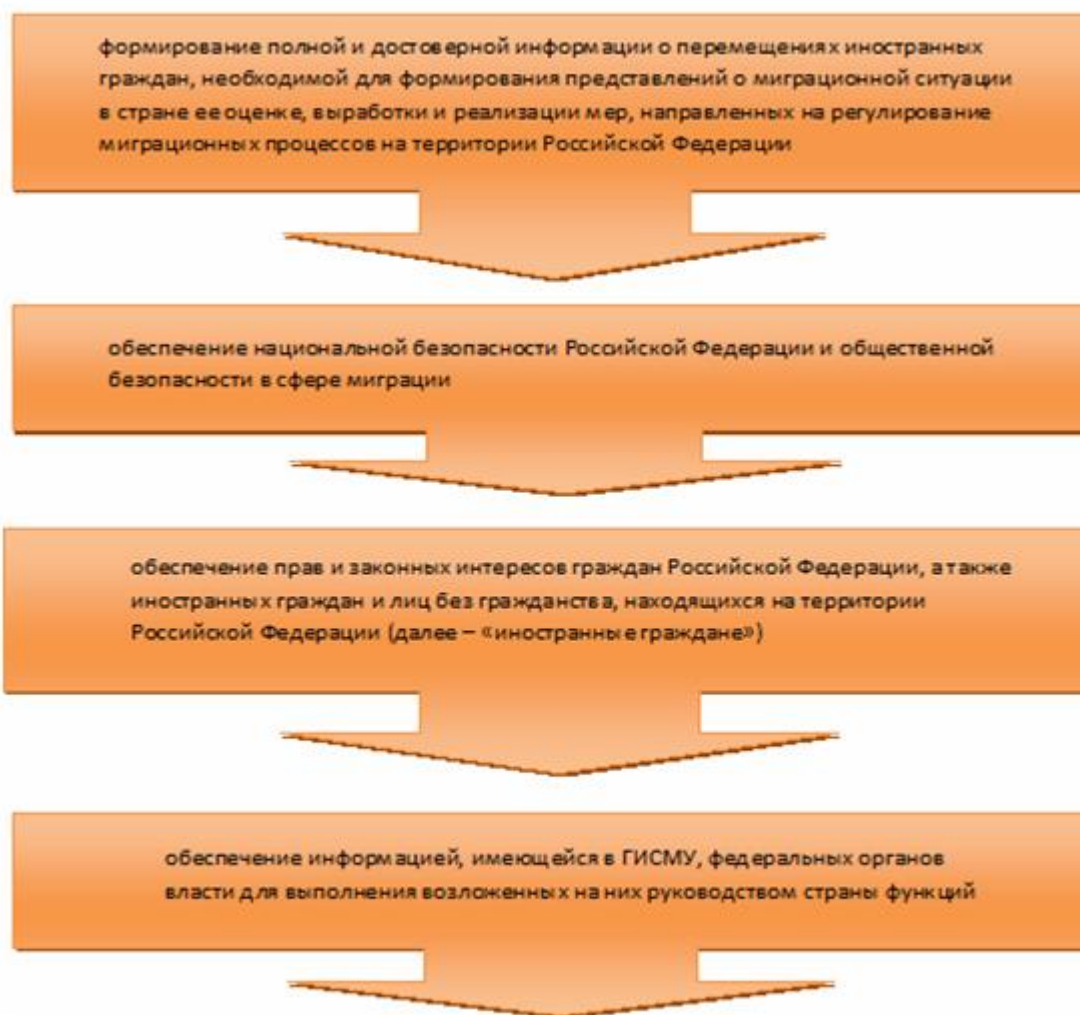 формирование полной и достоверной информации о перемещениях иностранных
граждан, необходимой для формирования представлений о миграционной ситуации
в стране ее оценке, выработки и реализации мер, направленных на регулирование
миграционных процессов на территории Российской Федерации
обеспечение национальной безопасности Российской Федерации и общественной
безопасности в сфере миграции
обеспечение прав и законных интересов граждан Российской Федерации, а также
иностранных граждан и лиц без гражданства, находящихся на территории
Российской Федерации (далее – «иностранные граждане»)
обеспечение информацией, имеющейся в ГИСМУ, федеральных органов
власти для выполнения возложенных на них руководством страны функций